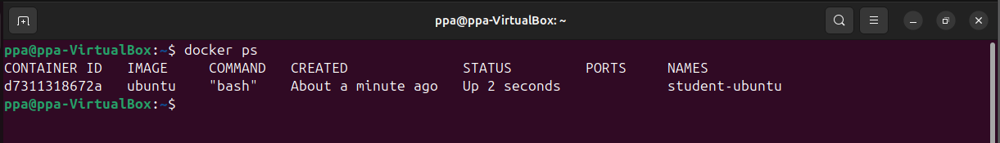 ppa@ppa-VirtualBox: ~
ppa@ppa-VirtualBox:~$ docker ps
CONTAINER ID   IMAGE     COMMAND   CREATED              STATUS         PORTS     NAMES
d7311318672a   ubuntu    "bash"    About a minute ago   Up 2 seconds             student-ubuntu
ppa@ppa-VirtualBox:~$